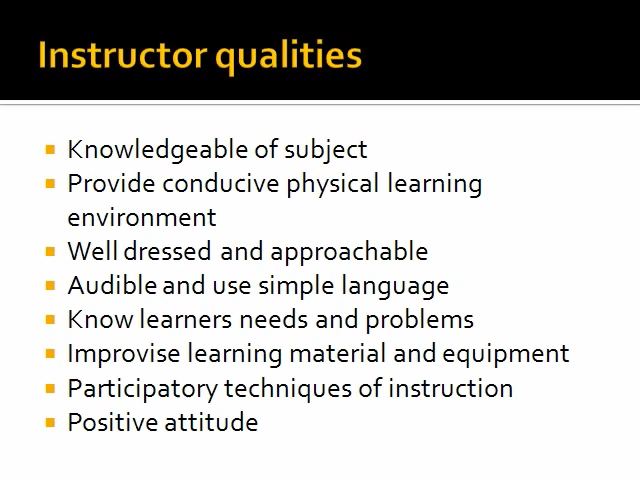 Instructor qualities
Knowledgeable of subject
Provide conducive physical learning
environment
Well dressed and approachable
Audible and use simple language
Know learners needs and problems
Improvise learning material and equipment
Participatory techniques of instruction
Positive attitude